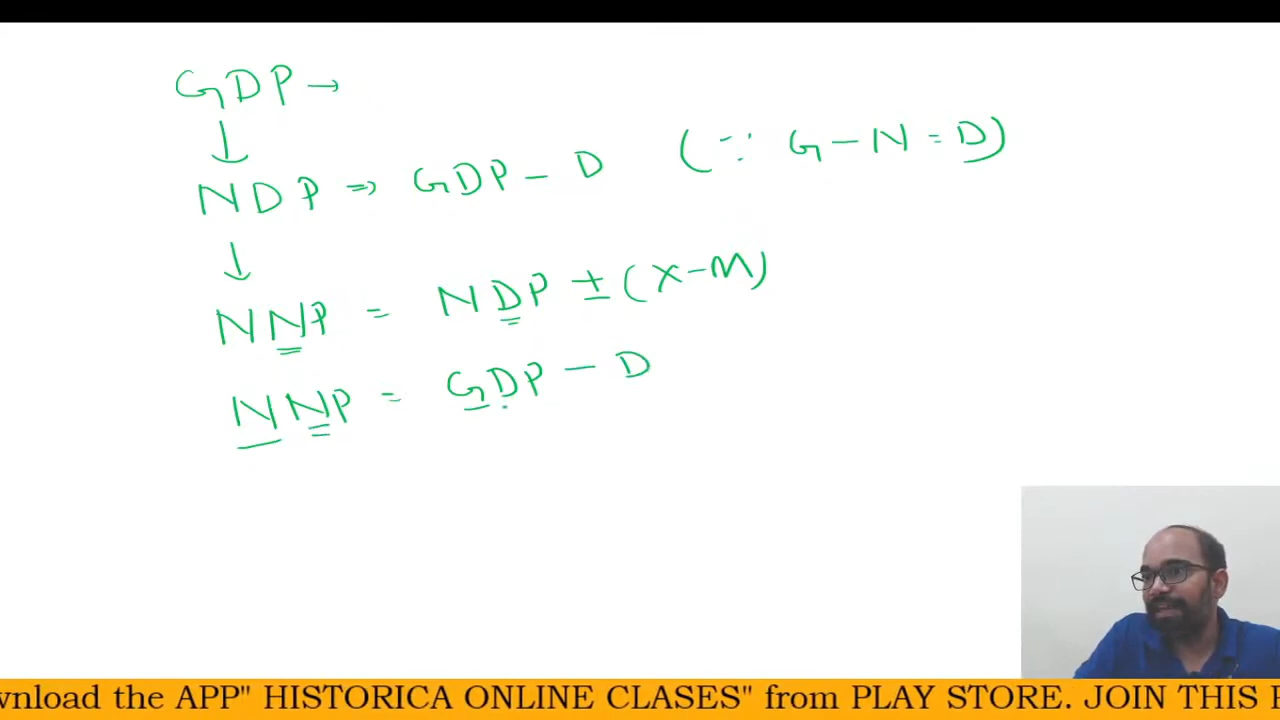 GDP →
↓
NDP ⇒ GDP - D (∵ G - N = D)
↓
NNP = NDP ± (X - M)
NNP = GDP - D
wnload the APP" HISTORICA ONLINE CLASES" from PLAY STORE. JOIN THIS